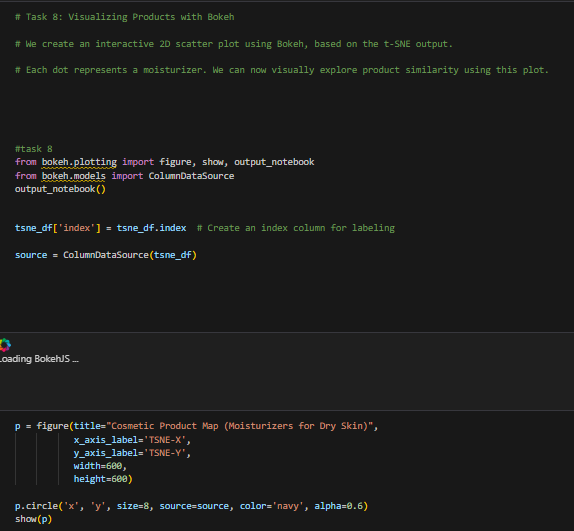 # Task 8: Visualizing Products with Bokeh
# We create an interactive 2D scatter plot using Bokeh, based on the t-SNE output.
# Each dot represents a moisturizer. We can now visually explore product similarity using this plot.
#task 8
from bokeh.plotting import figure, show, output_notebook
from bokeh.models import ColumnDataSource
output_notebook()
tsne_df['index'] = tsne_df.index  # Create an index column for labeling
source = ColumnDataSource(tsne_df)
Loading BokehJS ...
p = figure(title="Cosmetic Product Map (Moisturizers for Dry Skin)",
x_axis_label='TSNE-X',
y_axis_label='TSNE-Y',
width=600,
height=600)
p.circle('x', 'y', size=8, source=source, color='navy', alpha=0.6)
show(p)